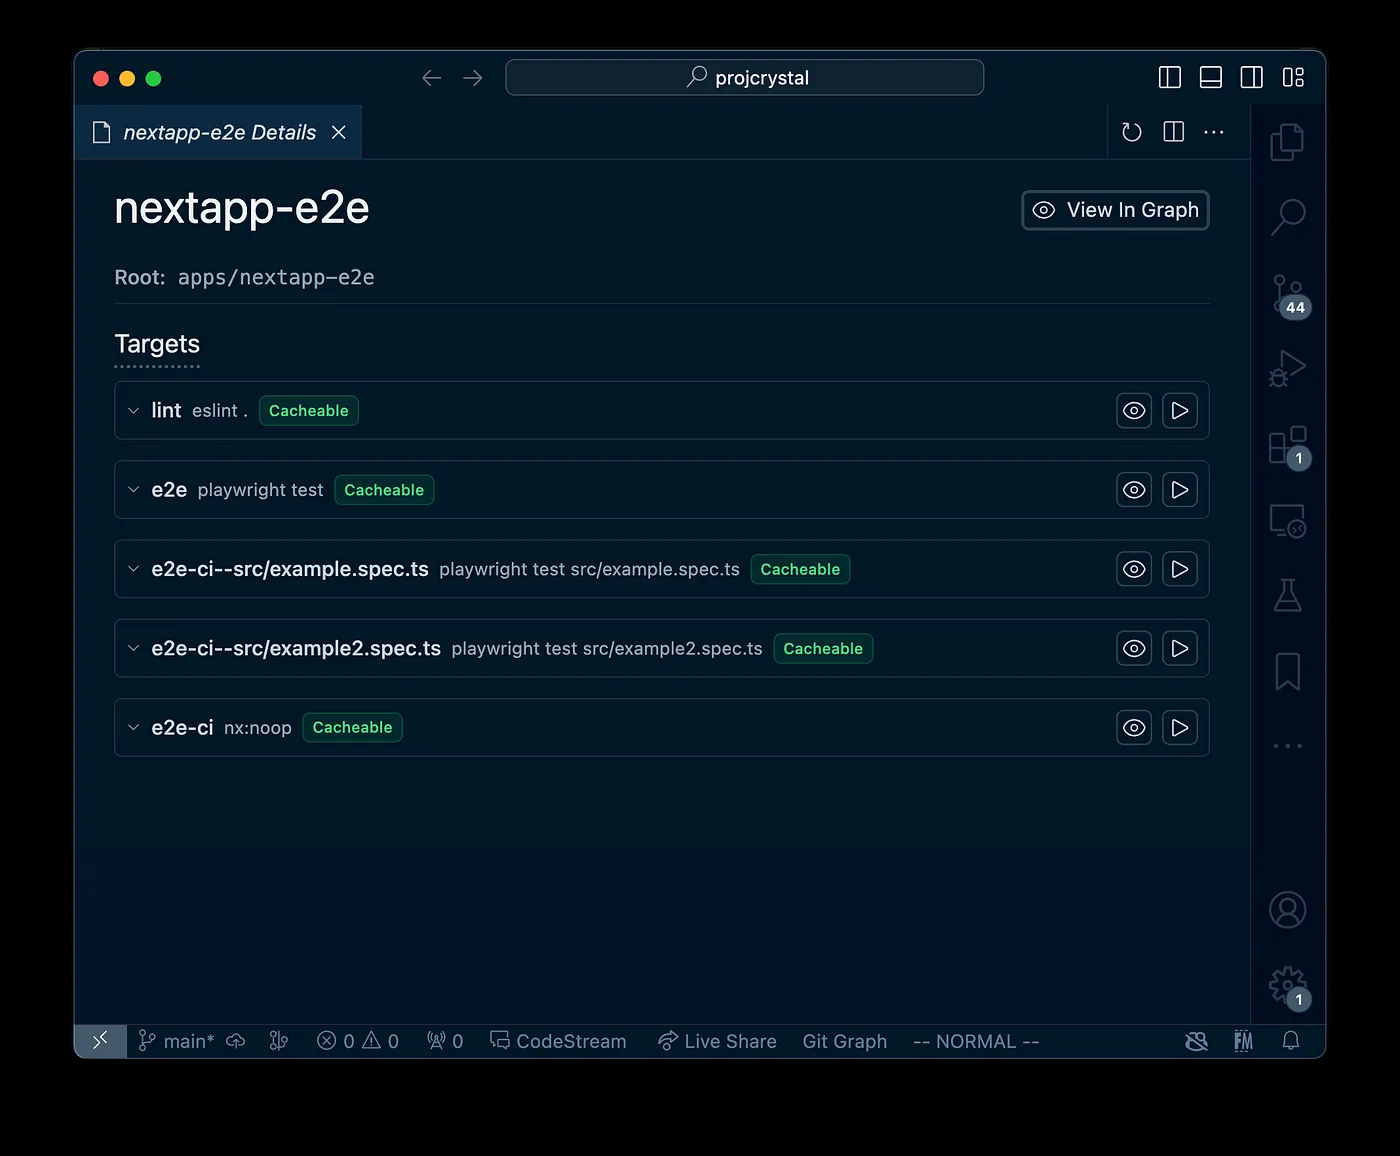 projcrystal
nextapp-e2e Details
nextapp-e2e
View In Graph
Root: apps/nextapp-e2e
Targets
lint eslint . Cacheable
e2e playwright test Cacheable
e2e-ci--src/example.spec.ts playwright test src/example.spec.ts Cacheable
e2e-ci--src/example2.spec.ts playwright test src/example2.spec.ts Cacheable
e2e-ci nx:noop Cacheable
44
1
1
main* 0 0 0 CodeStream Live Share Git Graph -- NORMAL -- FM